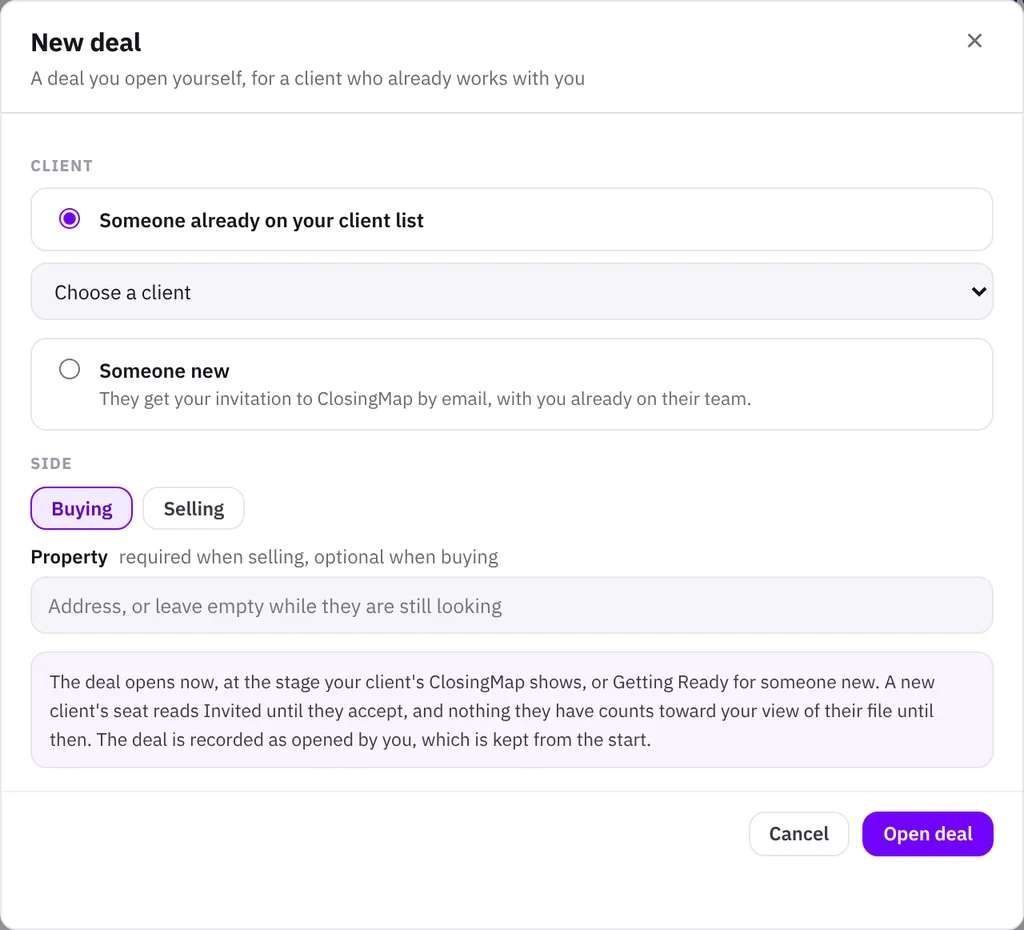 New deal
A deal you open yourself, for a client who already works with you
CLIENT
Someone already on your client list
Choose a client
Someone new
They get your invitation to ClosingMap by email, with you already on their team.
SIDE
Buying
Selling
Property required when selling, optional when buying
Address, or leave empty while they are still looking
The deal opens now, at the stage your client's ClosingMap shows, or Getting Ready for someone new. A new
client's seat reads Invited until they accept, and nothing they have counts toward your view of their file until
then. The deal is recorded as opened by you, which is kept from the start.
Cancel
Open deal